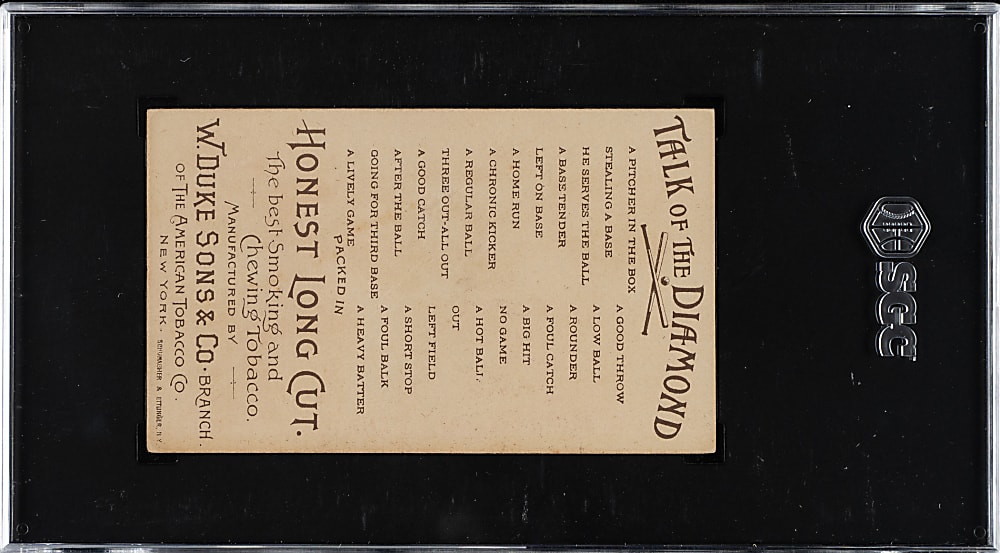 TALK OF THE DIAMOND
A PITCHER IN THE BOX
STEALING A BASE
HE SERVES THE BALL
A BASE-TENDER
LEFT ON BASE
A HOME RUN
A CHRONIC KICKER
A REGULAR BALL
THREE OUT-ALL OUT
A GOOD CATCH
AFTER THE BALL
GOING FOR THIRD BASE
A LIVELY GAME
A GOOD THROW
A LOW BALL
A ROUNDER
A FOUL CATCH
A BIG HIT
NO GAME
A HOT BALL
OUT
LEFT FIELD
A SHORT STOP
A FOUL BALK
A HEAVY BATTER
PACKED IN
HONEST LONG CUT.
The best Smoking and
Chewing Tobacco.
MANUFACTURED BY
W. DUKE SONS & CO. BRANCH.
OF THE AMERICAN TOBACCO CO.
NEW YORK. SCHUMACHER & ETTLINGER, N.Y.
SGC